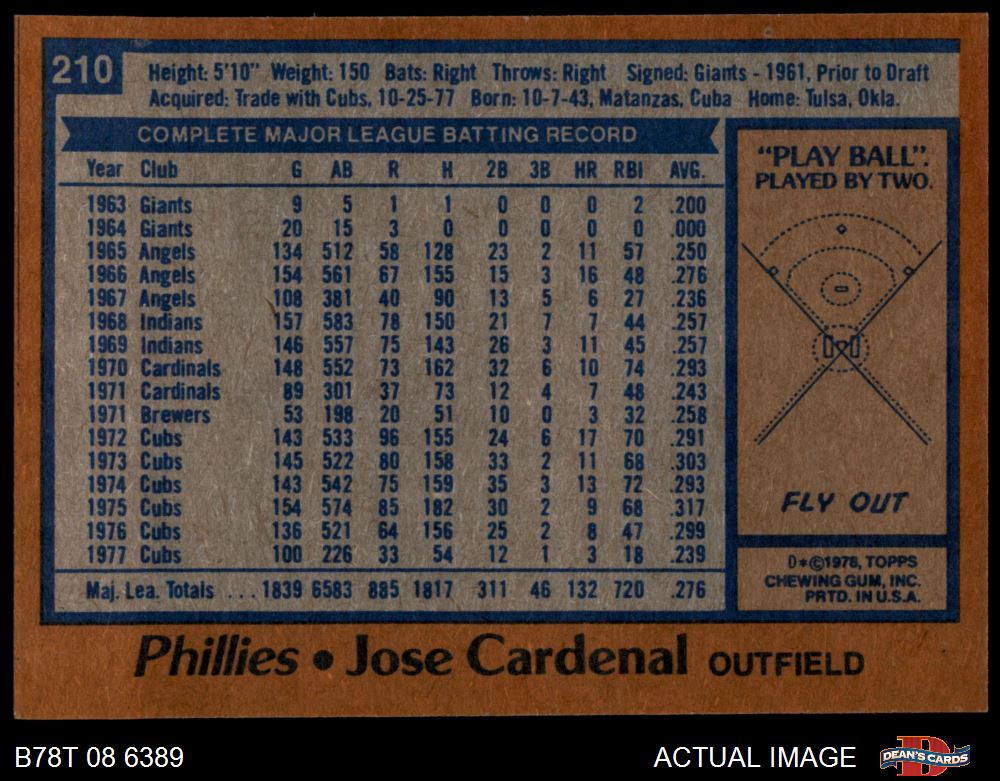 210
Height: 5'10" Weight: 150 Bats: Right Throws: Right Signed: Giants - 1961, Prior to Draft
Acquired: Trade with Cubs, 10-25-77 Born: 10-7-43, Matanzas, Cuba Home: Tulsa, Okla.
COMPLETE MAJOR LEAGUE BATTING RECORD
Year Club G AB R H 2B 3B HR RBI AVG.
1963 Giants 9 5 1 1 0 0 0 2 .200
1964 Giants 20 15 3 0 0 0 0 0 .000
1965 Angels 134 512 58 128 23 2 11 57 .250
1966 Angels 154 561 67 155 15 3 16 48 .276
1967 Angels 108 381 40 90 13 5 6 27 .236
1968 Indians 157 583 78 150 21 7 7 44 .257
1969 Indians 146 557 75 143 26 3 11 45 .257
1970 Cardinals 148 552 73 162 32 6 10 74 .293
1971 Cardinals 89 301 37 73 12 4 7 48 .243
1971 Brewers 53 198 20 51 10 0 3 32 .258
1972 Cubs 143 533 96 155 24 6 17 70 .291
1973 Cubs 145 522 80 158 33 2 11 68 .303
1974 Cubs 143 542 75 159 35 3 13 72 .293
1975 Cubs 154 574 85 182 30 2 9 68 .317
1976 Cubs 136 521 64 156 25 2 8 47 .299
1977 Cubs 100 226 33 54 12 1 3 18 .239
Maj. Lea. Totals ... 1839 6583 885 1817 311 46 132 720 .276
"PLAY BALL".
PLAYED BY TWO.
FLY OUT
D*©1978, TOPPS
CHEWING GUM, INC.
PRTD. IN U.S.A.
Phillies • Jose Cardenal OUTFIELD
B78T 08 6389
ACTUAL IMAGE
DEAN'S CARDS